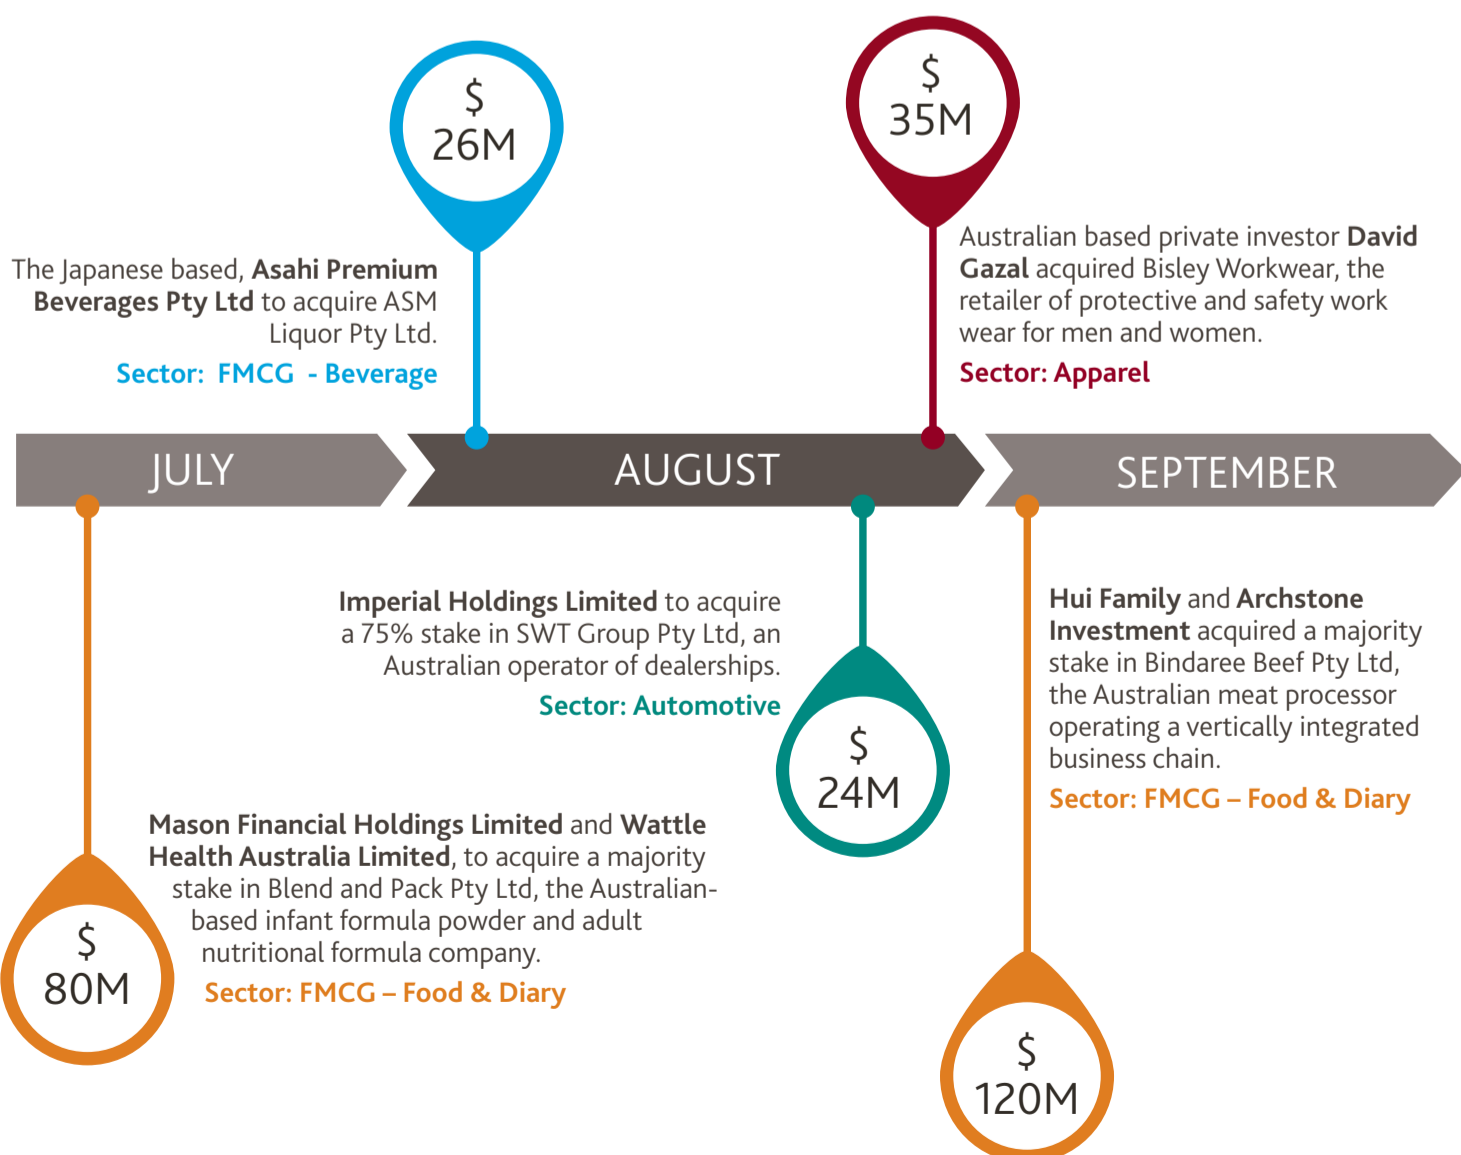 $
26M
The Japanese based, Asahi Premium
Beverages Pty Ltd to acquire ASM
Liquor Pty Ltd.
Sector: FMCG - Beverage
$
35M
Australian based private investor David
Gazal acquired Bisley Workwear, the
retailer of protective and safety work
wear for men and women.
Sector: Apparel
JULY
AUGUST
SEPTEMBER
Imperial Holdings Limited to acquire
a 75% stake in SWT Group Pty Ltd, an
Australian operator of dealerships.
Sector: Automotive
$
24M
Hui Family and Archstone
Investment acquired a majority
stake in Bindaree Beef Pty Ltd,
the Australian meat processor
operating a vertically integrated
business chain.
Sector: FMCG – Food & Diary
Mason Financial Holdings Limited and Wattle
Health Australia Limited, to acquire a majority
stake in Blend and Pack Pty Ltd, the Australian-
based infant formula powder and adult
nutritional formula company.
Sector: FMCG – Food & Diary
$
80M
$
120M